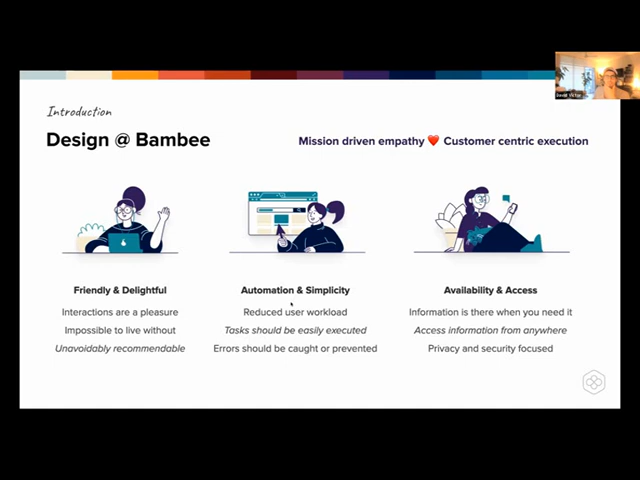 Introduction
Design @ Bambee
Mission driven empathy ❤️ Customer centric execution
Friendly & Delightful
Interactions are a pleasure
Impossible to live without
Unavoidably recommendable
Automation & Simplicity
Reduced user workload
Tasks should be easily executed
Errors should be caught or prevented
Availability & Access
Information is there when you need it
Access information from anywhere
Privacy and security focused